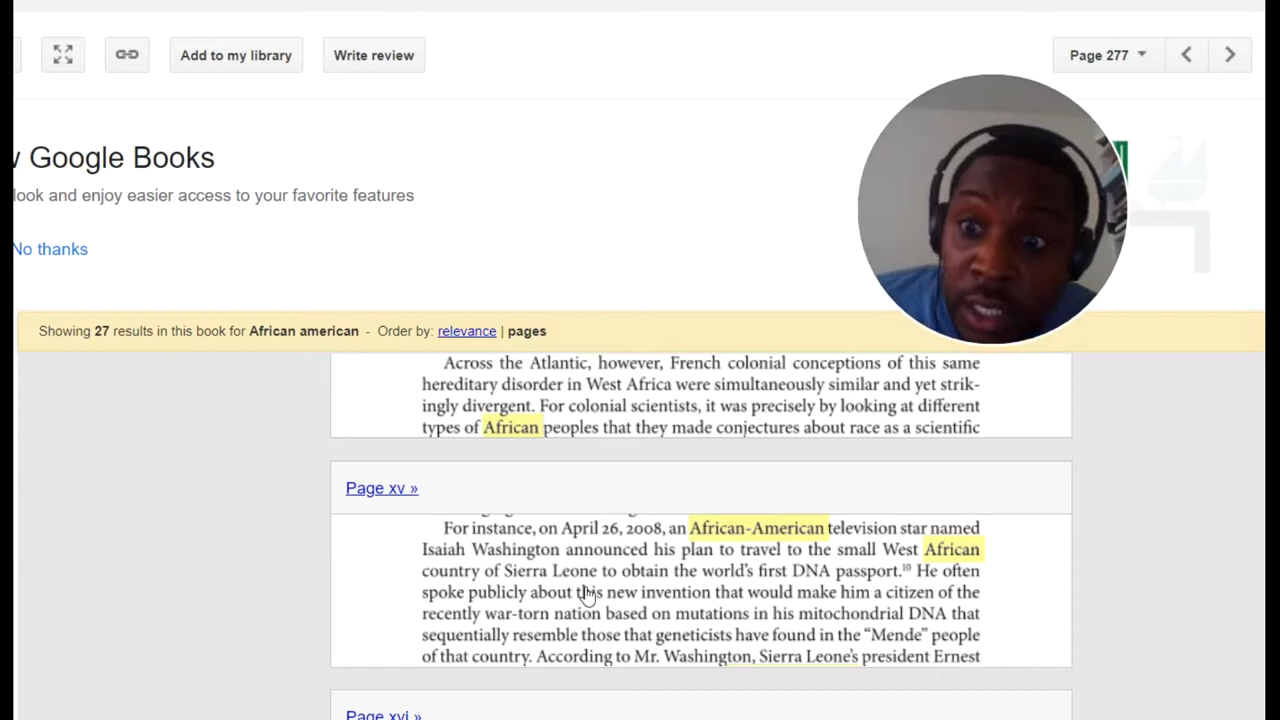 Add to my library
Write review
Page 277
Google Books
look and enjoy easier access to your favorite features
No thanks
Showing 27 results in this book for African american - Order by: relevance | pages
Across the Atlantic, however, French colonial conceptions of this same
hereditary disorder in West Africa were simultaneously similar and yet strik-
ingly divergent. For colonial scientists, it was precisely by looking at different
types of African peoples that they made conjectures about race as a scientific
Page xv »
For instance, on April 26, 2008, an African-American television star named
Isaiah Washington announced his plan to travel to the small West African
country of Sierra Leone to obtain the world's first DNA passport.¹⁰ He often
spoke publicly about this new invention that would make him a citizen of the
recently war-torn nation based on mutations in his mitochondrial DNA that
sequentially resemble those that geneticists have found in the “Mende” people
of that country. According to Mr. Washington, Sierra Leone's president Ernest
Page xvi »